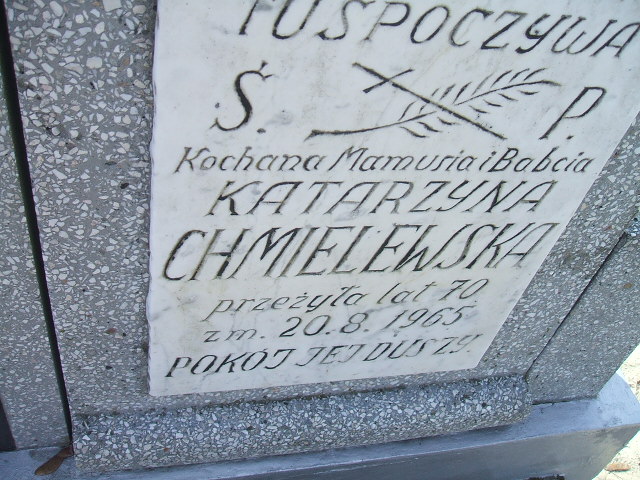 TU SPOCZYWA
Ś. P.
Kochana Mamusia i Babcia
KATARZYNA
CHMIELEWSKA
przeżyła lat 70.
zm. 20.8.1965.
POKÓJ JEJ DUSZY.